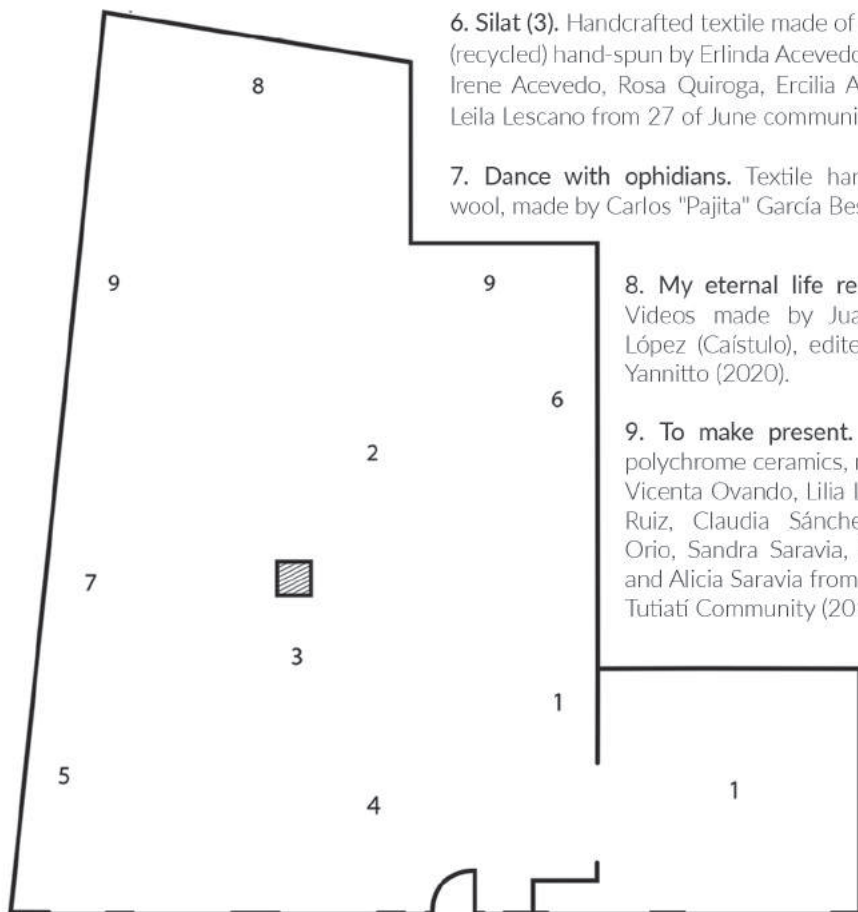 6. Silat (3). Handcrafted textile made of
(recycled) hand-spun by Erlinda Acevedo
Irene Acevedo, Rosa Quiroga, Ercilia A
Leila Lescano from 27 of June communi
7. Dance with ophidians. Textile han
wool, made by Carlos "Pajita" García Bes
8. My eternal life re
Videos made by Jua
López (Caístulo), edite
Yannitto (2020).
9. To make present.
polychrome ceramics, r
Vicenta Ovando, Lilia
Ruiz, Claudia Sánche
Orio, Sandra Saravia,
and Alicia Saravia from
Tutiatí Community (20
8
9 9
6
2
7
3
1
5
4
1